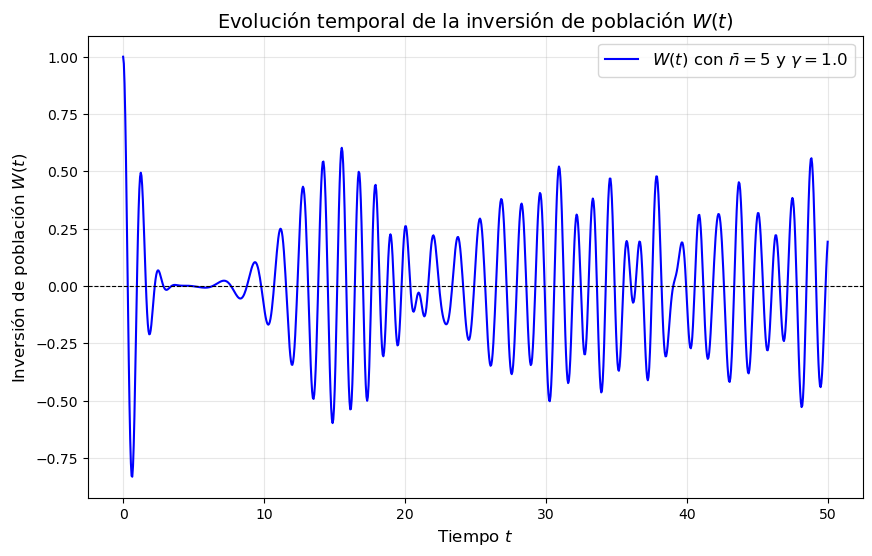 Evolución temporal de la inversión de población W(t)
W(t) con n̄ = 5 y γ = 1.0
Inversión de población W(t)
1.00
0.75
0.50
0.25
0.00
−0.25
−0.50
−0.75
0 10 20 30 40 50
Tiempo t